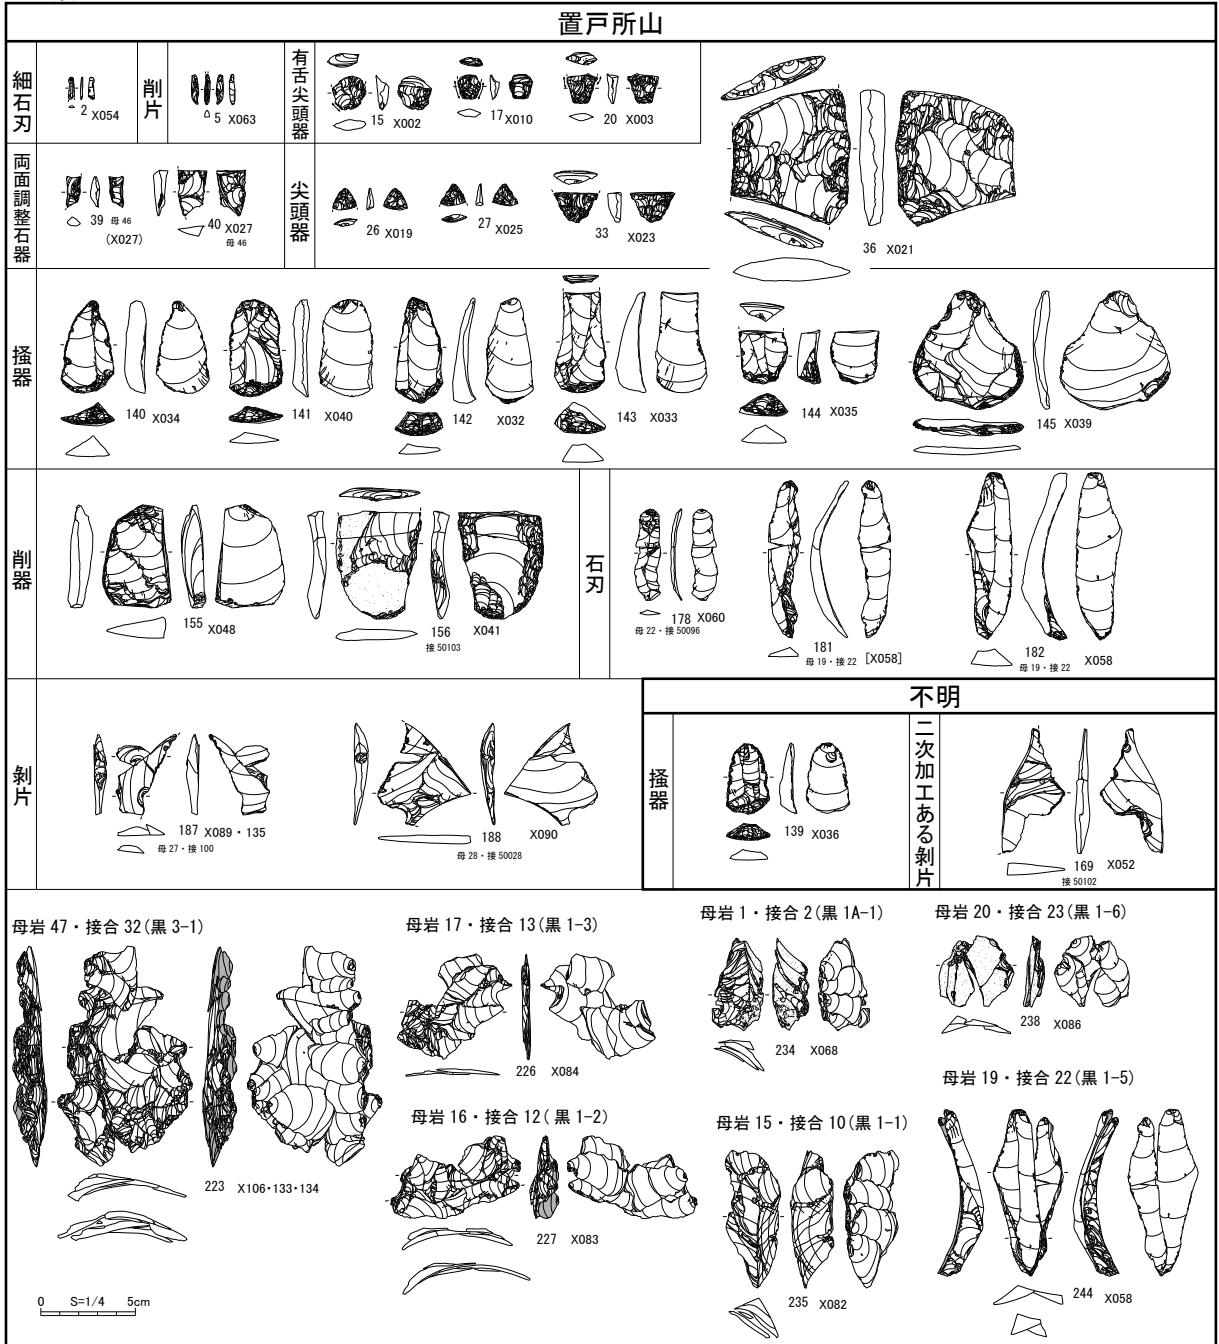 置戸所山
細石刃
2 X054
削片
5 X063
有舌尖頭器
15 X002
17 X010
20 X003
36 X021
両面調整石器
39 母46
(X027)
40 X027
母46
尖頭器
26 X019
27 X025
33 X023
掻器
140 X034
141 X040
142 X032
143 X033
144 X035
145 X039
削器
155 X048
156 X041
接50103
石刃
178 X060
母22・接50096
181 [X058]
母19・接22
182 X058
母19・接22
剝片
187 X089・135
母27・接100
188 X090
母28・接50028
不明
掻器
139 X036
二次加工ある剝片
169 X052
接50102
母岩47・接合32(黒3-1)
223 X106・133・134
母岩17・接合13(黒1-3)
226 X084
母岩16・接合12(黒1-2)
227 X083
母岩1・接合2(黒1A-1)
234 X068
母岩15・接合10(黒1-1)
235 X082
母岩20・接合23(黒1-6)
238 X086
母岩19・接合22(黒1-5)
244 X058
0 S=1/4 5cm